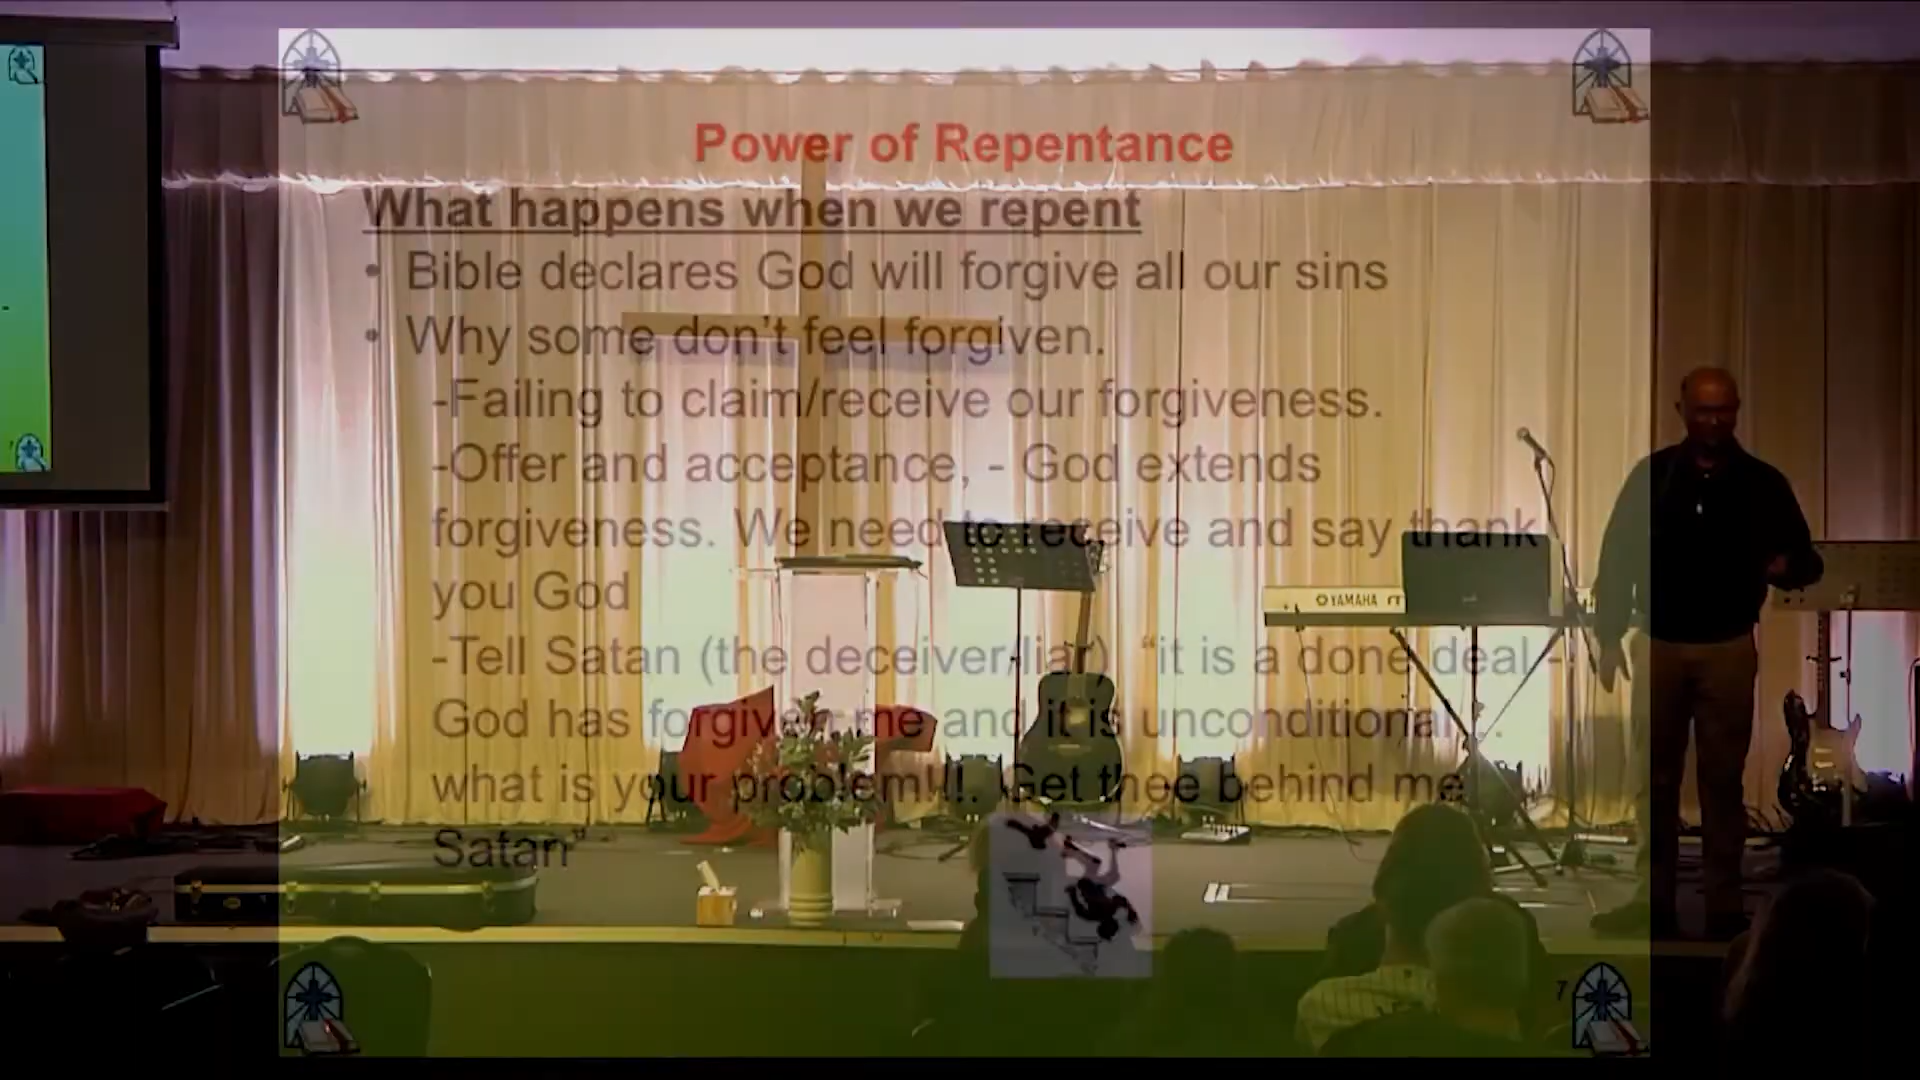 Power of Repentance
What happens when we repent
• Bible declares God will forgive all our sins
• Why some don't feel forgiven.
-Failing to claim/receive our forgiveness.
-Offer and acceptance, - God extends
forgiveness. We need to receive and say thank
you God
-Tell Satan (the deceiver/liar) “it is a done deal -
God has forgiven me and it is unconditional...
what is your problem!!!. Get thee behind me
Satan”
YAMAHA
7